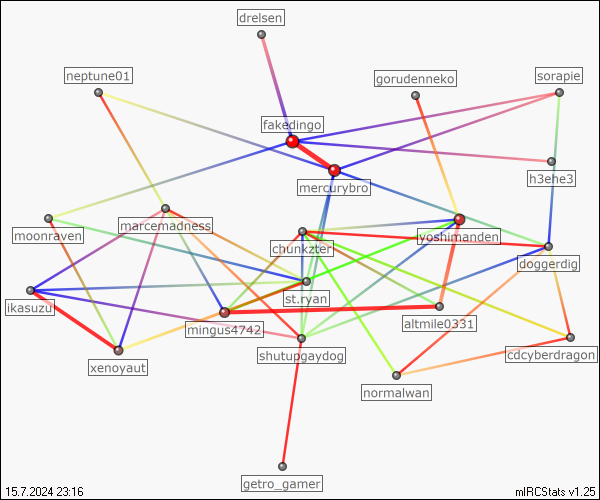 drelsen
neptune01
gorudenneko
sorapie
fakedingo
h3ehe3
mercurybro
marcemadness
moonraven
yoshimanden
chunkzter
doggerdig
ikasuzu
st.ryan
mingus4742
altmile0331
shutupgaydog
cdcyberdragon
xenoyaut
normalwan
getro_gamer
15.7.2024 23:16
mIRCStats v1.25